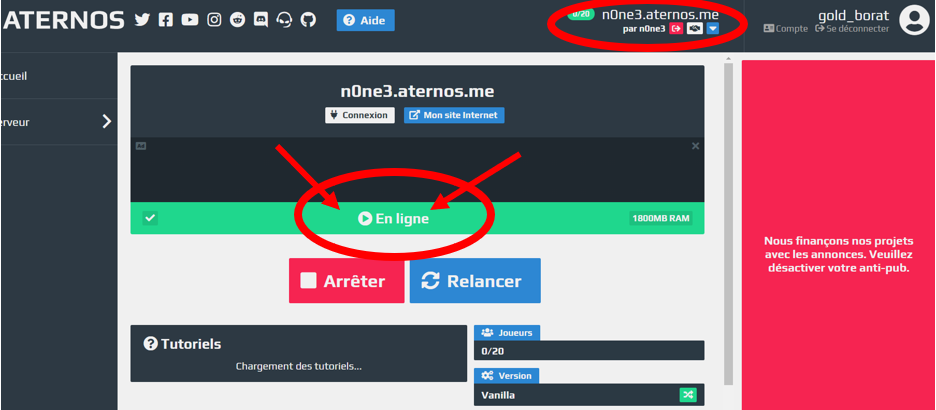 ATERNOS
Aide
0/20 n0ne3.aternos.me
par n0ne3
gold_borat
Compte Se déconnecter
ccueil
erveur
n0ne3.aternos.me
Connexion
Mon site Internet
Ad
En ligne
1800MB RAM
Arrêter
Relancer
Nous finançons nos projets
avec les annonces. Veuillez
désactiver votre anti-pub.
Tutoriels
Chargement des tutoriels...
Joueurs
0/20
Version
Vanilla